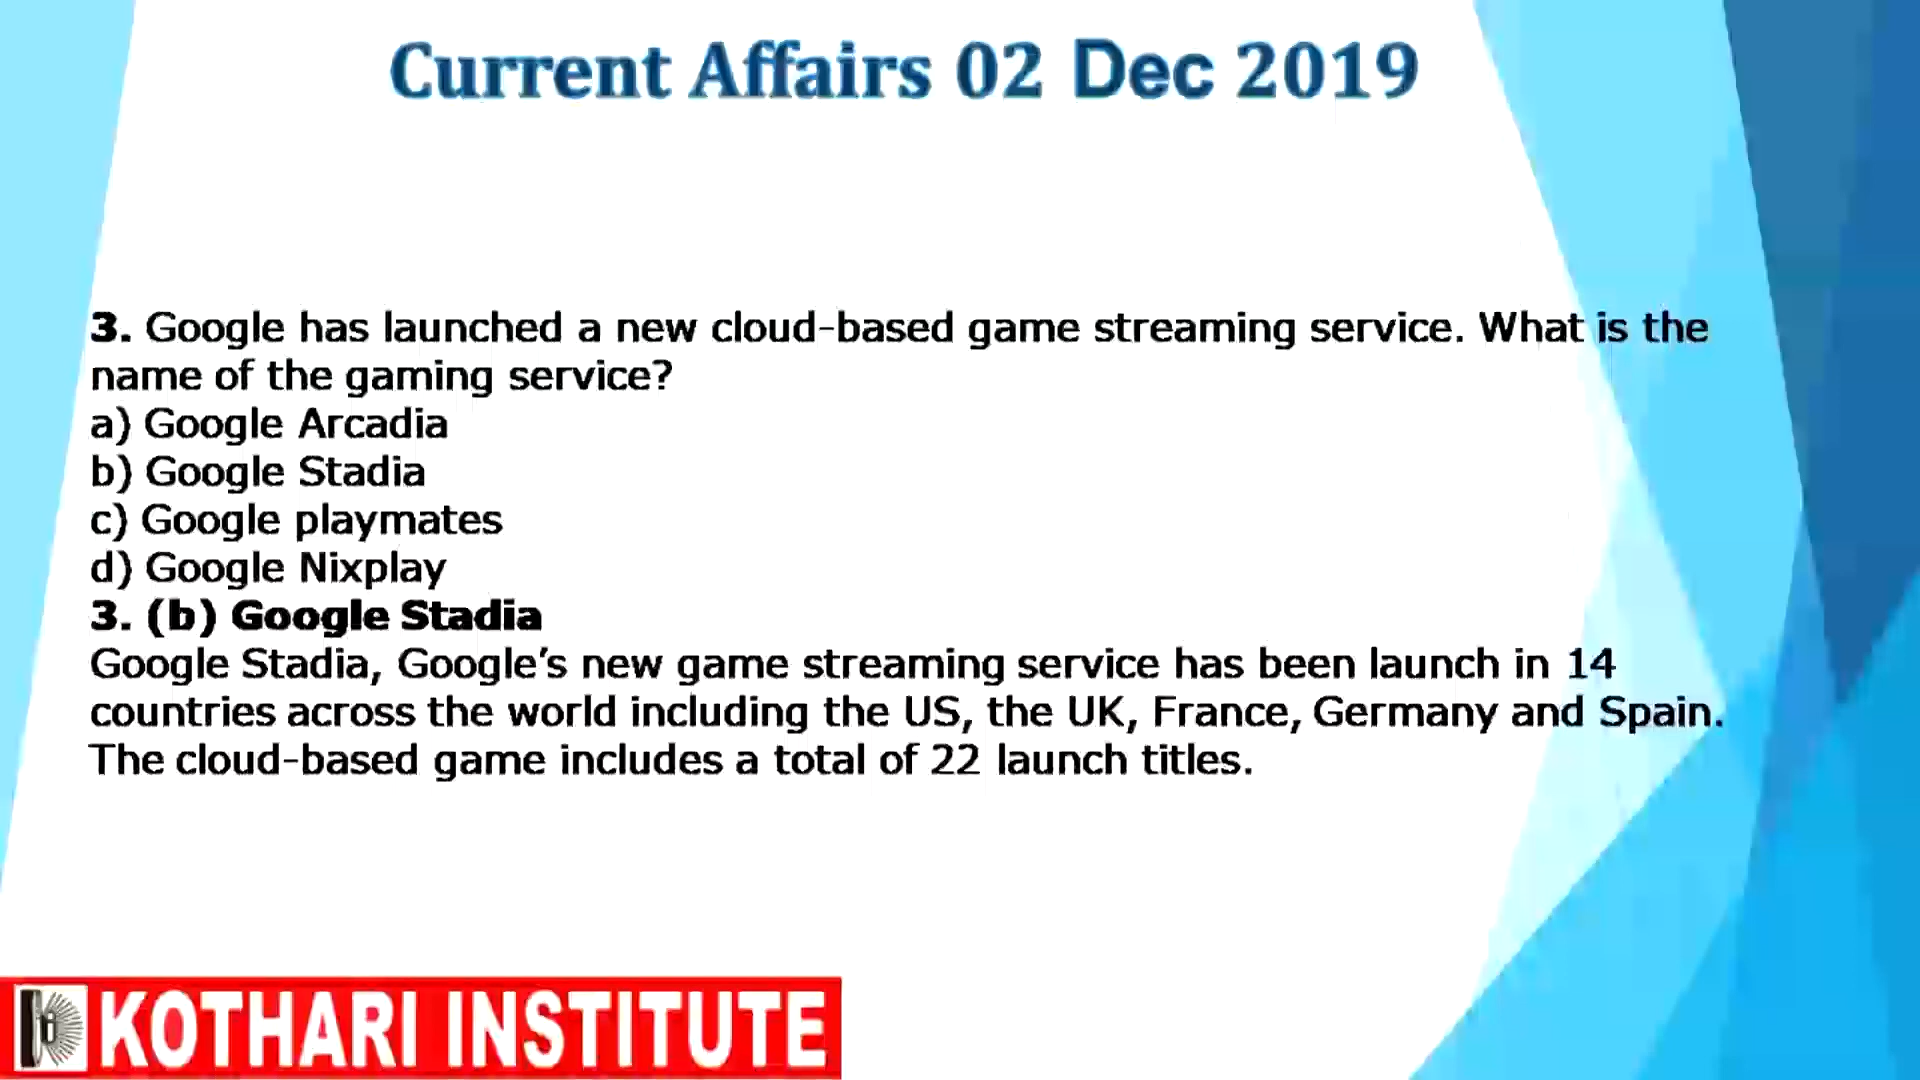 Current Affairs 02 Dec 2019
3. Google has launched a new cloud-based game streaming service. What is the
name of the gaming service?
a) Google Arcadia
b) Google Stadia
c) Google playmates
d) Google Nixplay
3. (b) Google Stadia
Google Stadia, Google’s new game streaming service has been launch in 14
countries across the world including the US, the UK, France, Germany and Spain.
The cloud-based game includes a total of 22 launch titles.
KOTHARI INSTITUTE